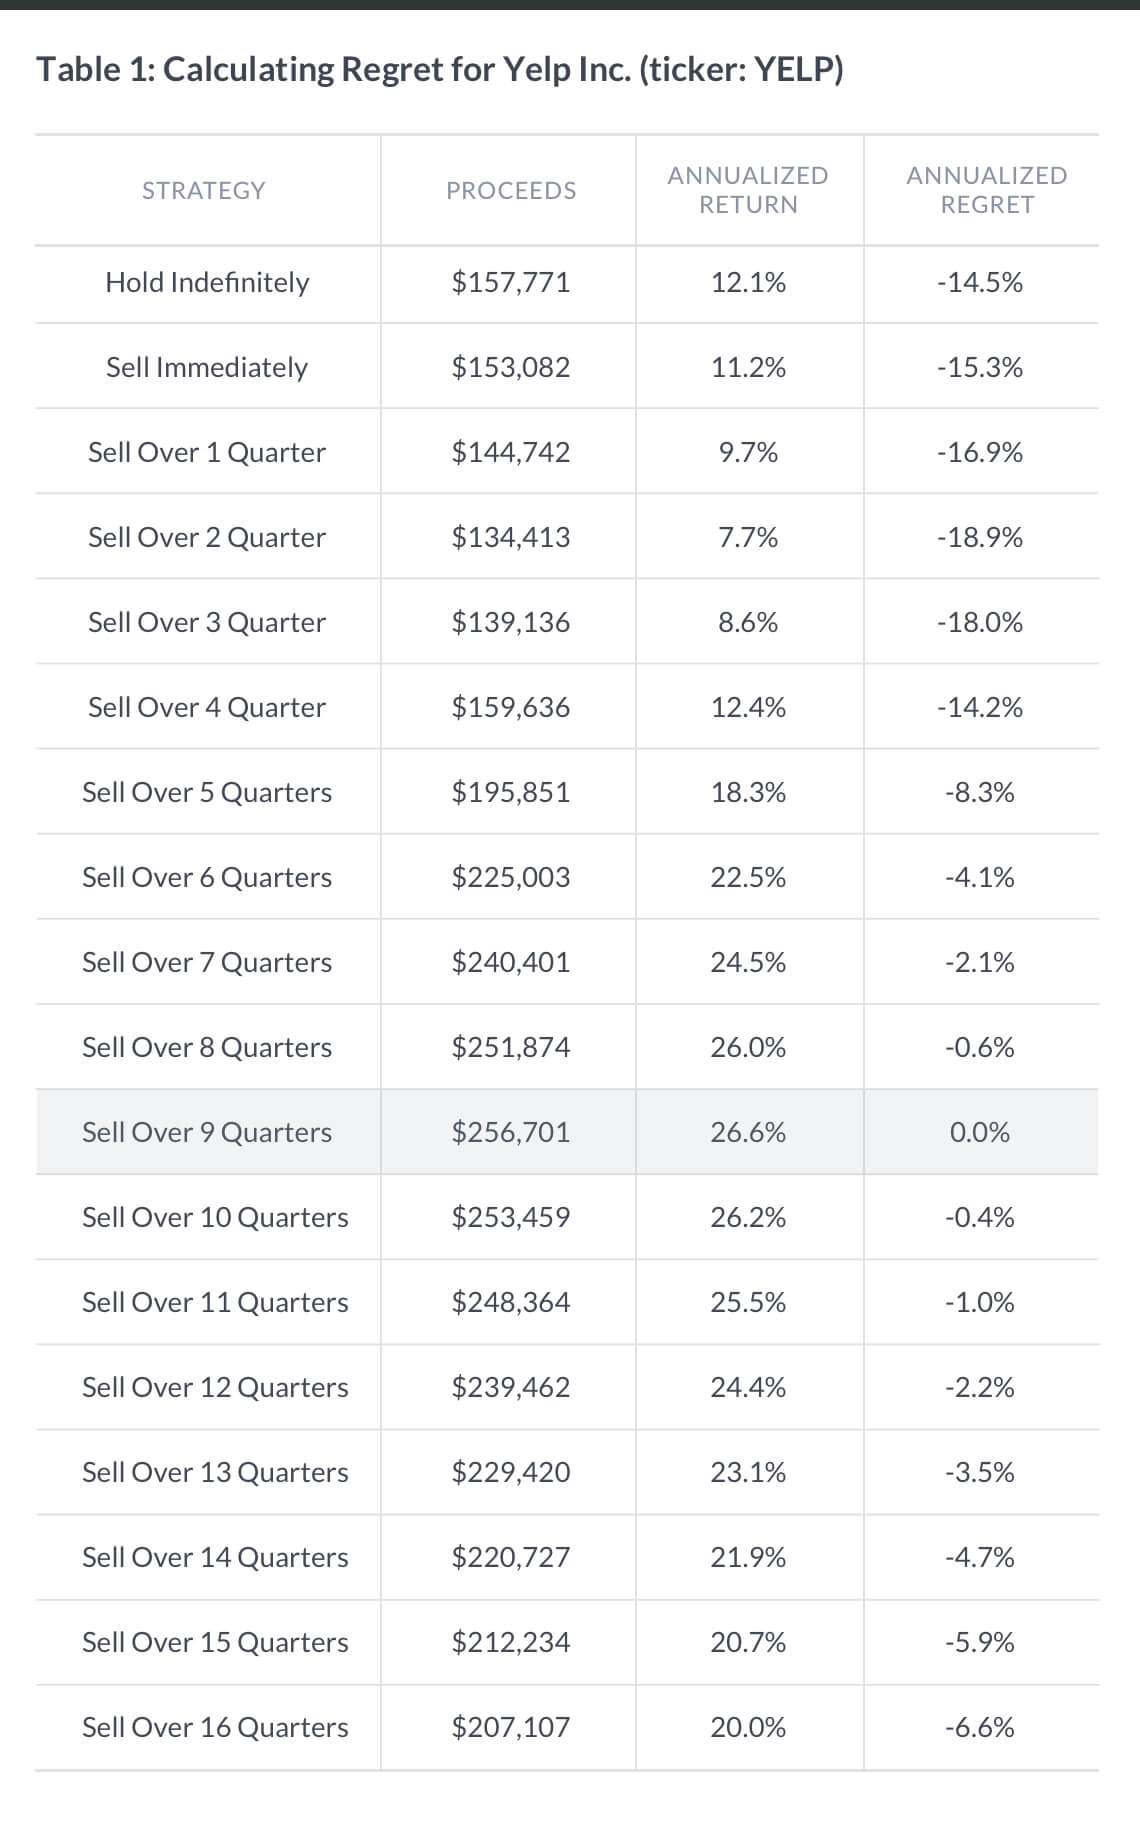 Table 1: Calculating Regret for Yelp Inc. (ticker: YELP)
STRATEGY PROCEEDS ANNUALIZED RETURN ANNUALIZED REGRET
Hold Indefinitely $157,771 12.1% -14.5%
Sell Immediately $153,082 11.2% -15.3%
Sell Over 1 Quarter $144,742 9.7% -16.9%
Sell Over 2 Quarter $134,413 7.7% -18.9%
Sell Over 3 Quarter $139,136 8.6% -18.0%
Sell Over 4 Quarter $159,636 12.4% -14.2%
Sell Over 5 Quarters $195,851 18.3% -8.3%
Sell Over 6 Quarters $225,003 22.5% -4.1%
Sell Over 7 Quarters $240,401 24.5% -2.1%
Sell Over 8 Quarters $251,874 26.0% -0.6%
Sell Over 9 Quarters $256,701 26.6% 0.0%
Sell Over 10 Quarters $253,459 26.2% -0.4%
Sell Over 11 Quarters $248,364 25.5% -1.0%
Sell Over 12 Quarters $239,462 24.4% -2.2%
Sell Over 13 Quarters $229,420 23.1% -3.5%
Sell Over 14 Quarters $220,727 21.9% -4.7%
Sell Over 15 Quarters $212,234 20.7% -5.9%
Sell Over 16 Quarters $207,107 20.0% -6.6%